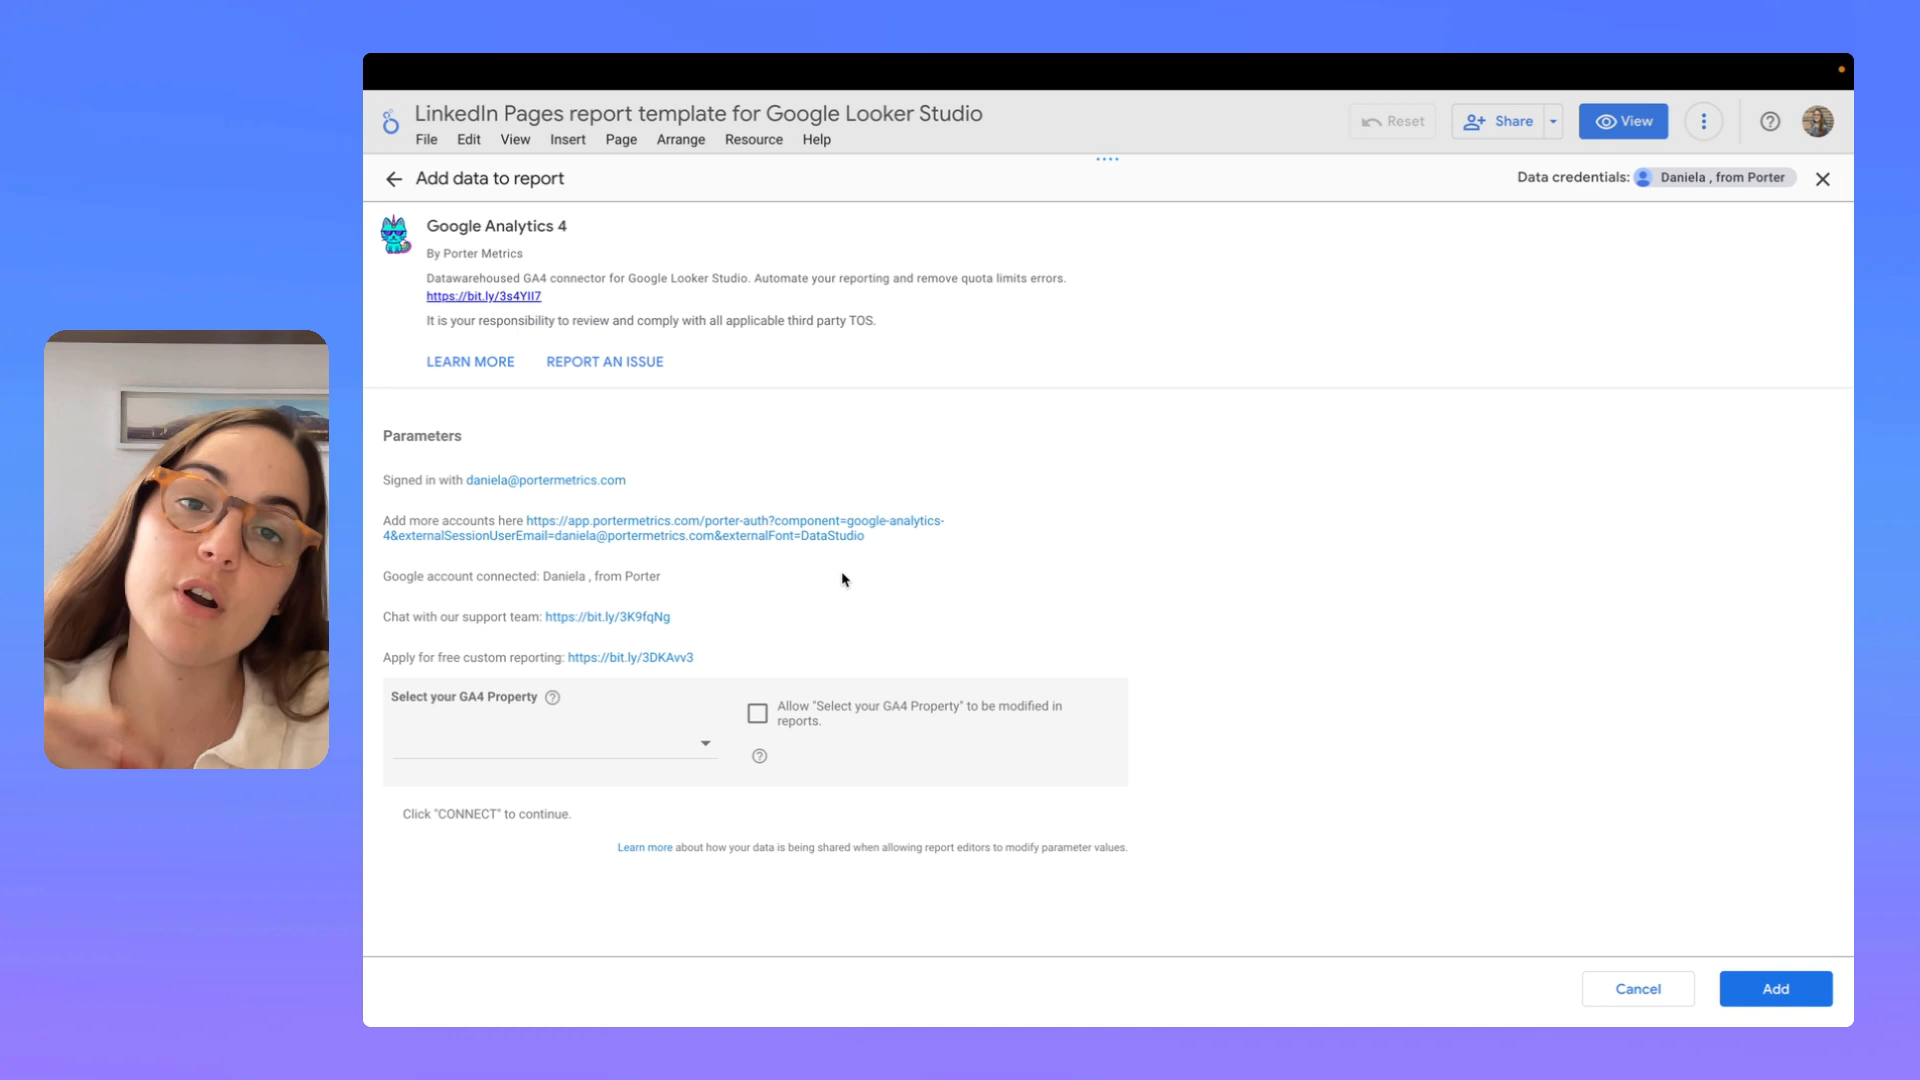 LinkedIn Pages report template for Google Looker Studio
Reset
Share
View
File Edit View Insert Page Arrange Resource Help
Add data to report
Data credentials: Daniela , from Porter
Google Analytics 4
By Porter Metrics
Datawarehoused GA4 connector for Google Looker Studio. Automate your reporting and remove quota limits errors.
https://bit.ly/3s4YII7
It is your responsibility to review and comply with all applicable third party TOS.
LEARN MORE REPORT AN ISSUE
Parameters
Signed in with daniela@portermetrics.com
Add more accounts here https://app.portermetrics.com/porter-auth?component=google-analytics-
4&externalSessionUserEmail=daniela@portermetrics.com&externalFont=DataStudio
Google account connected: Daniela , from Porter
Chat with our support team: https://bit.ly/3K9fqNg
Apply for free custom reporting: https://bit.ly/3DKAvv3
Select your GA4 Property
Allow "Select your GA4 Property" to be modified in
reports.
Click "CONNECT" to continue.
Learn more about how your data is being shared when allowing report editors to modify parameter values.
Cancel
Add